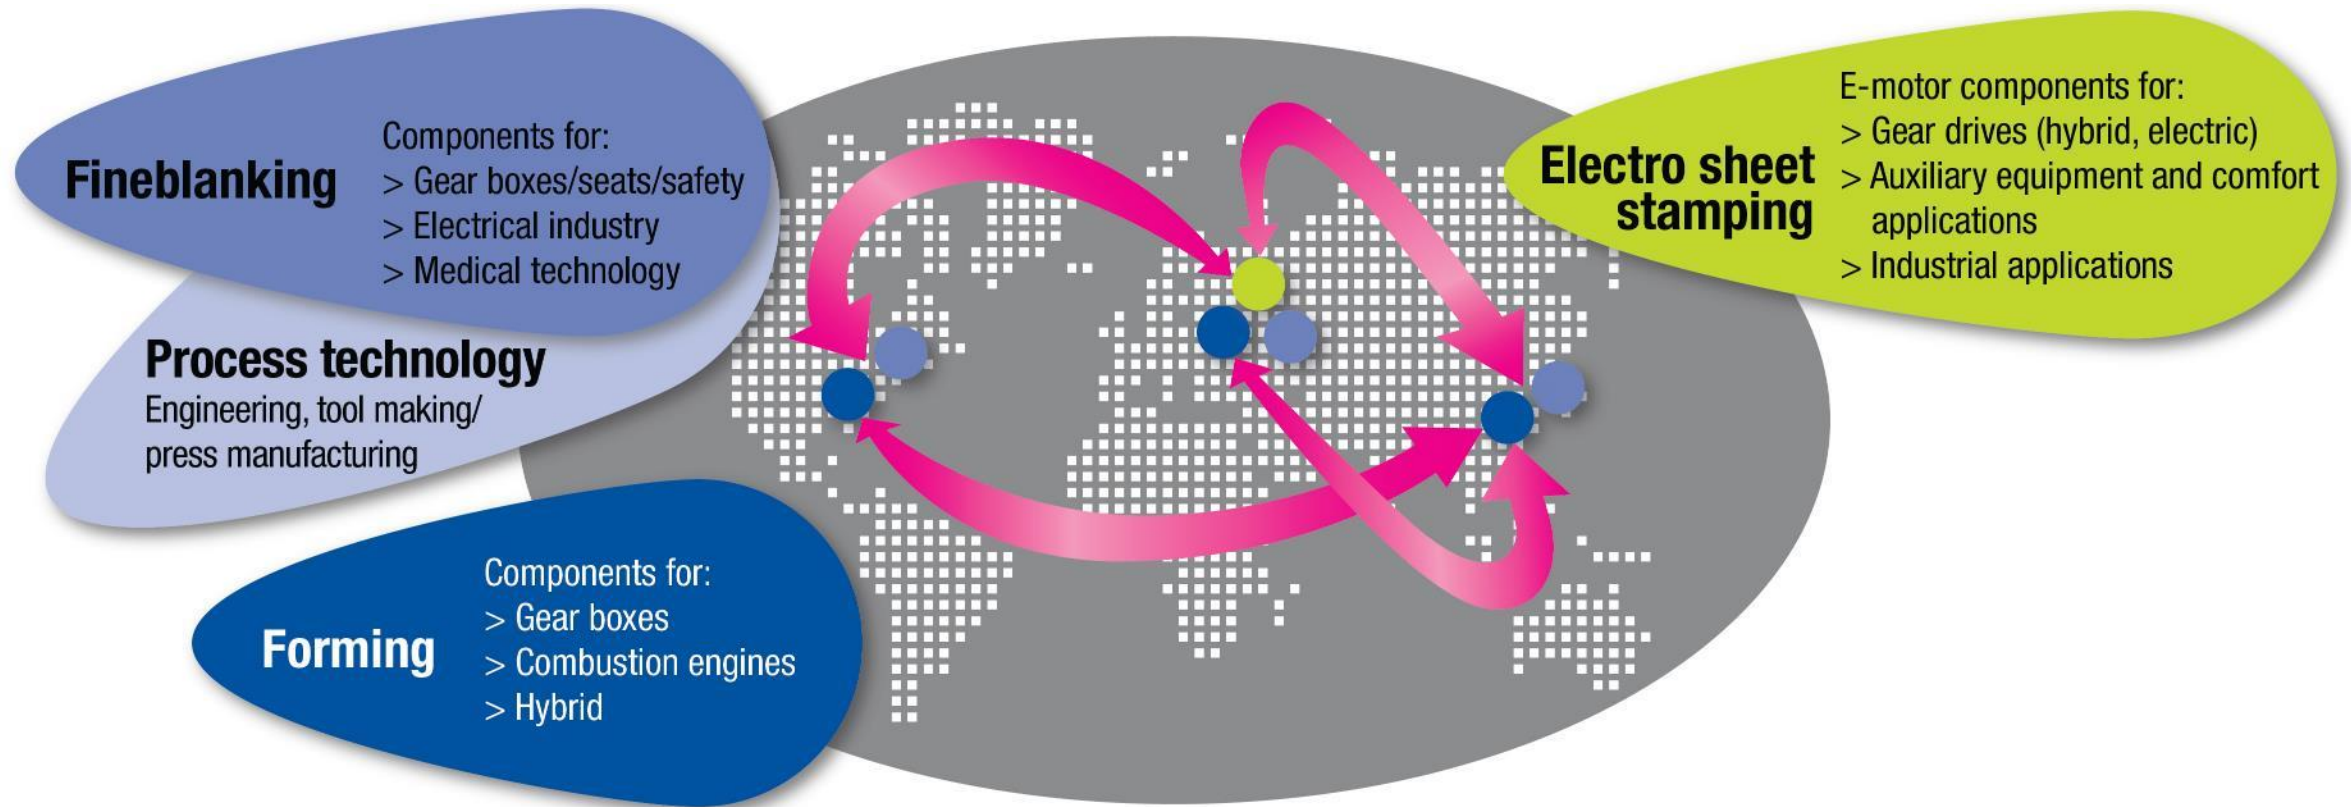 Fineblanking
Components for:
> Gear boxes/seats/safety
> Electrical industry
> Medical technology
Process technology
Engineering, tool making/
press manufacturing
Forming
Components for:
> Gear boxes
> Combustion engines
> Hybrid
Electro sheet
stamping
E-motor components for:
> Gear drives (hybrid, electric)
> Auxiliary equipment and comfort
applications
> Industrial applications